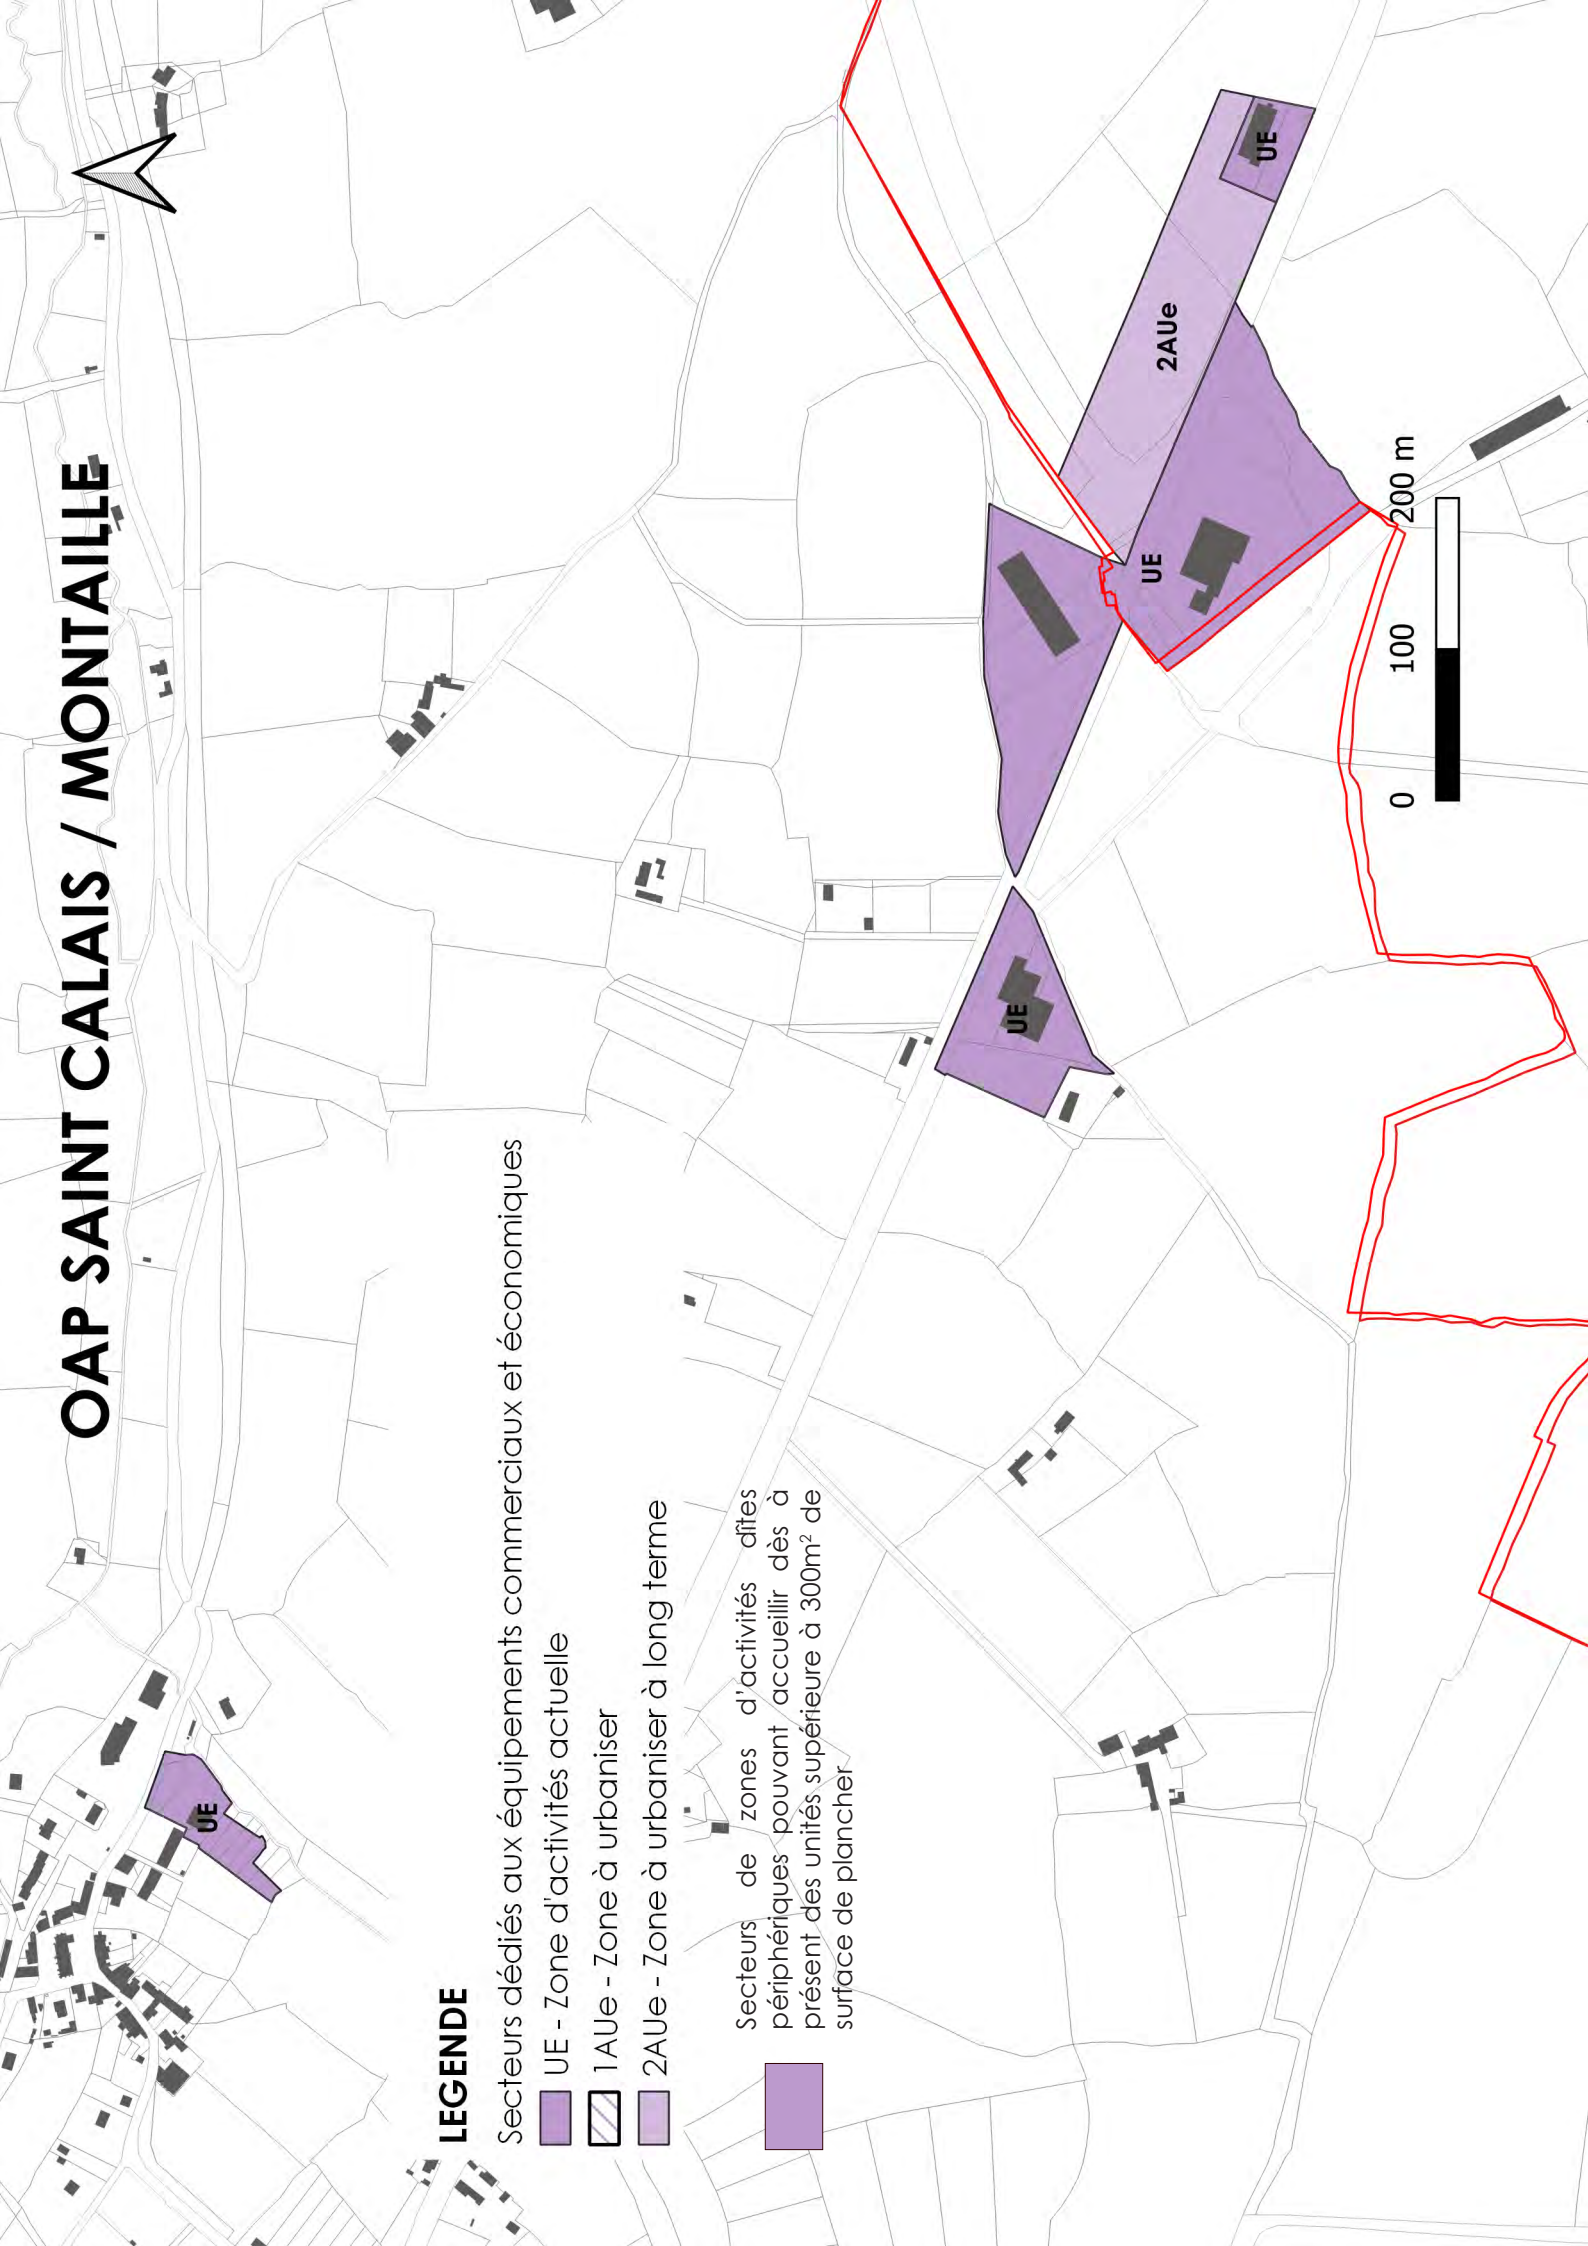 OAP SAINT CALAIS / MONTAILLE
UE
LEGENDE
Secteurs dédiés aux équipements commerciaux et économiques
UE - Zone d'activités actuelle
1AUe - Zone à urbaniser
2AUe - Zone à urbaniser à long terme
Secteurs de zones d'activités dîtes
périphériques pouvant accueillir dès à
présent des unités supérieure à 300m² de
surface de plancher
UE
UE
2AUe
UE
0 100 200 m